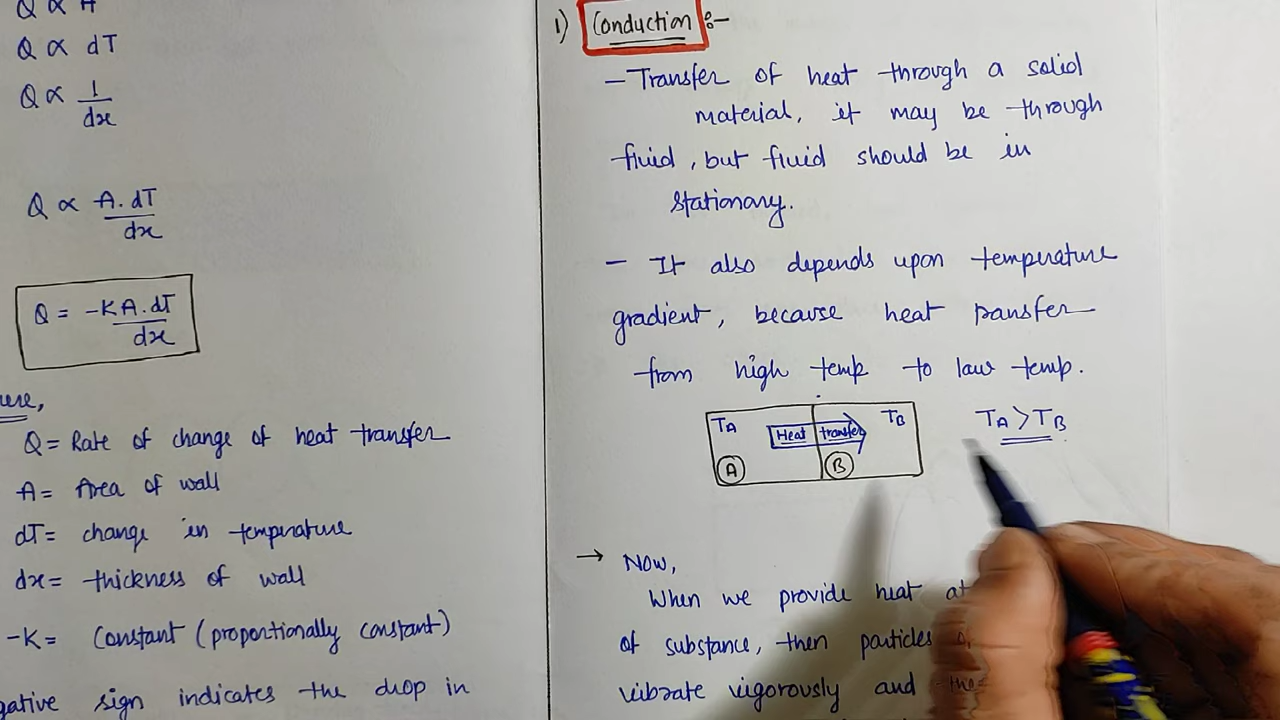 Q ∝ A
Q ∝ dT
Q ∝ 1/dx
Q ∝ A.dT/dx
Q = -KA.dT/dx
Q = Rate of change of heat transfer
A = Area of wall
dT = change in temperature
dx = thickness of wall
-K = Constant (proportionally constant)
sign indicates the drop in
1) Conduction :-
- Transfer of heat through a solid
material, it may be through
fluid, but fluid should be in
stationary.
- It also depends upon temperature
gradient, because heat transfer
from high temp to law temp.
TA Heat transfer TB
A B
TA > TB
→ Now,
When we provide heat at
of substance, then particles
vibrate vigorously and the